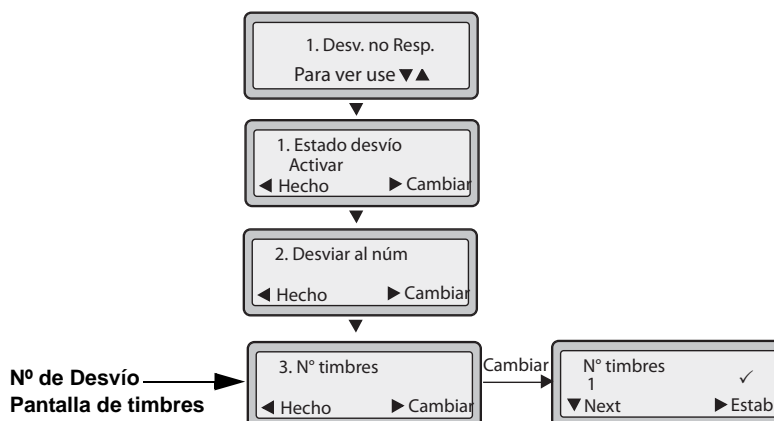 1. Desv. no Resp.
Para ver use ▼▲
1. Estado desvío
Activar
◀ Hecho ▶ Cambiar
2. Desviar al núm
◀ Hecho ▶ Cambiar
Nº de Desvío
Pantalla de timbres
3. N° timbres
◀ Hecho ▶ Cambiar
Cambiar
N° timbres
1 ✓
▼ Next ▶ Estab